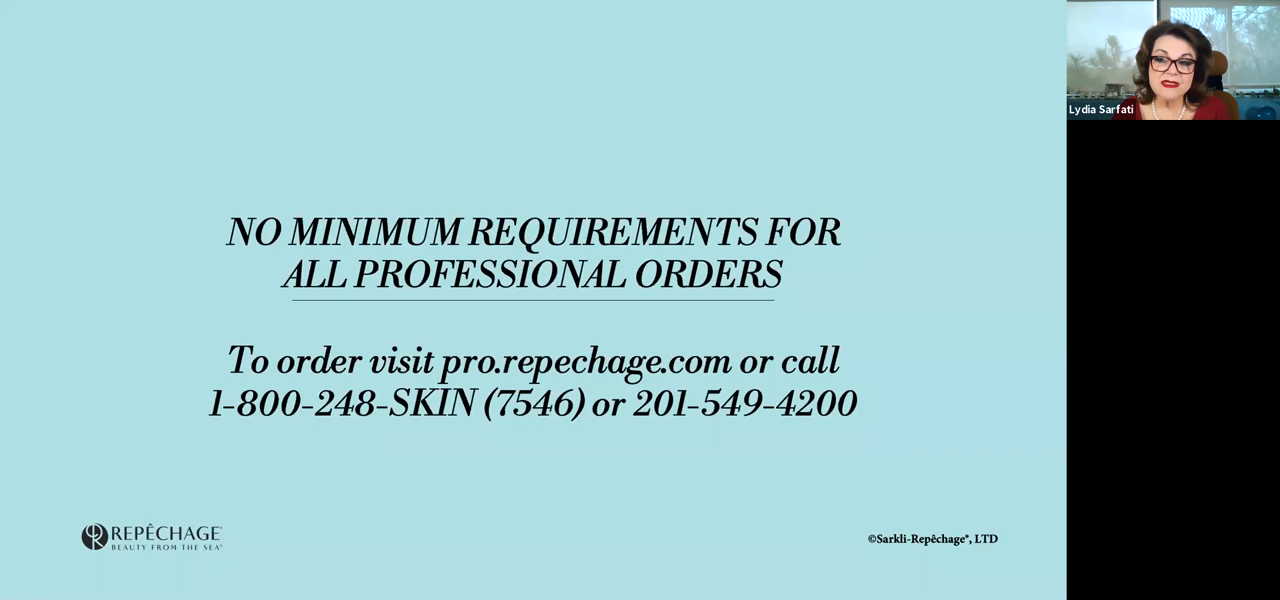 Lydia Sarfati
NO MINIMUM REQUIREMENTS FOR
ALL PROFESSIONAL ORDERS
To order visit pro.repechage.com or call
1-800-248-SKIN (7546) or 201-549-4200
REPÊCHAGE®
BEAUTY FROM THE SEA®
©Sarkli-Repêchage®, LTD